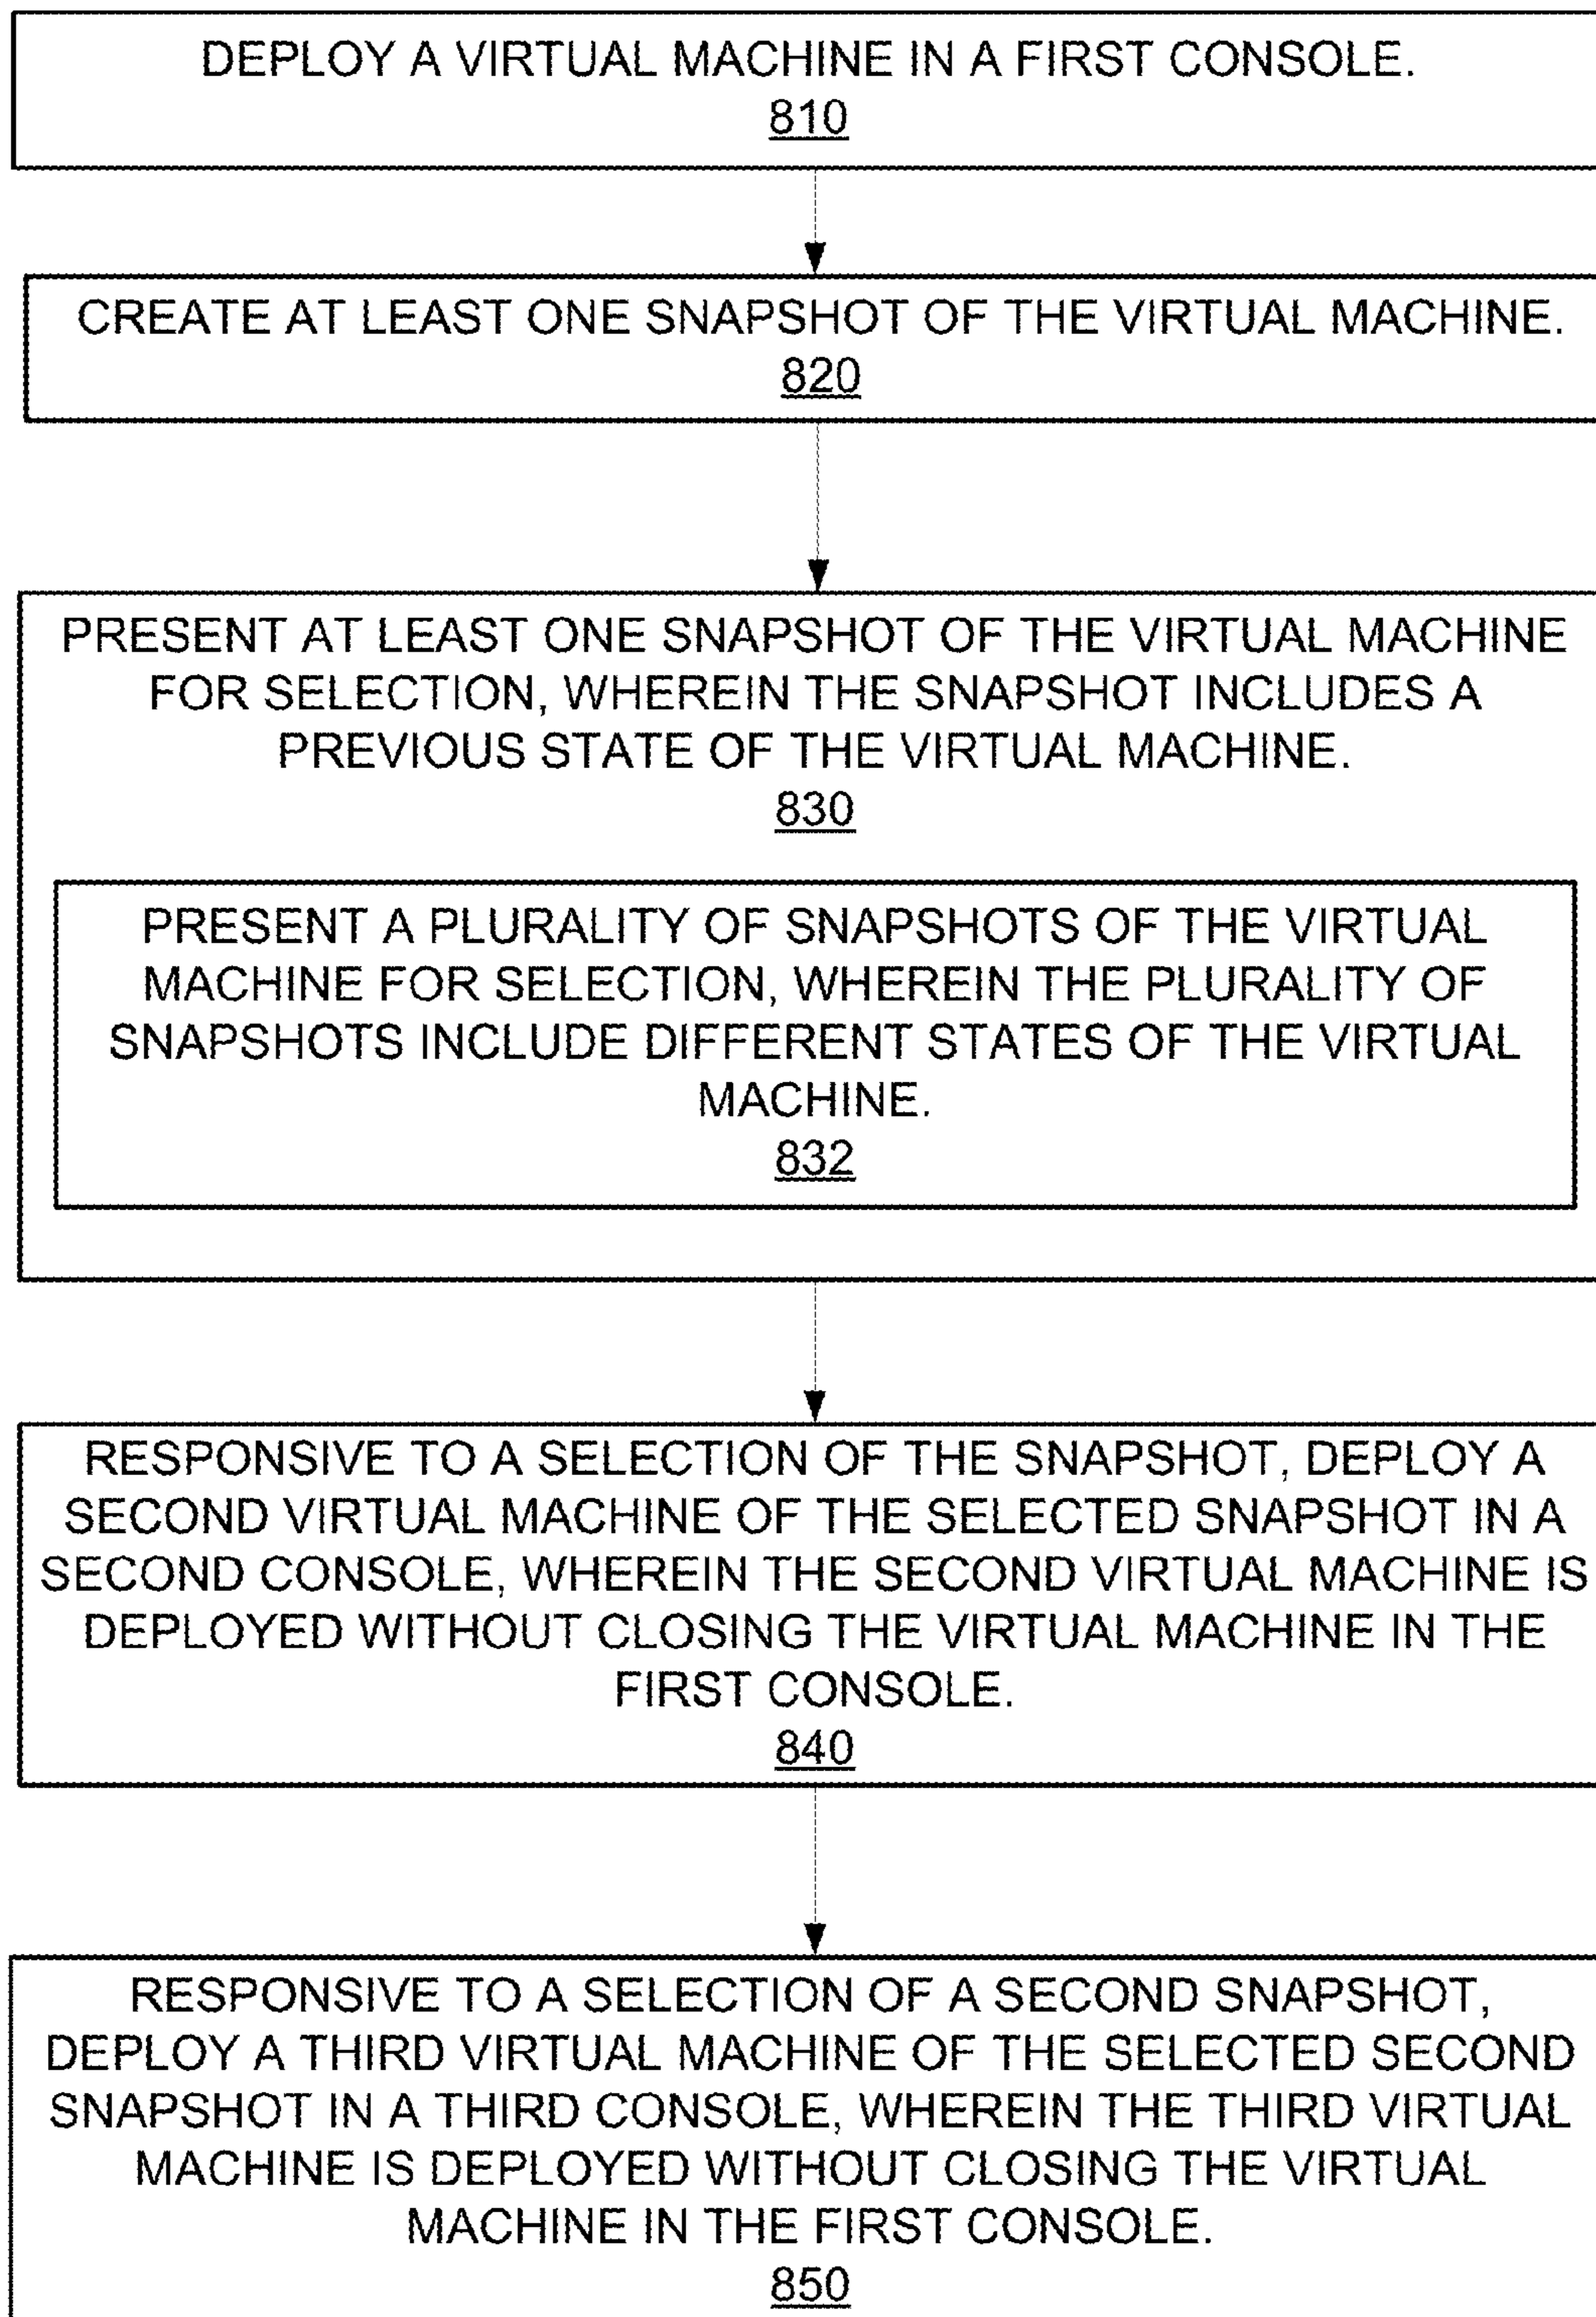 DEPLOY A VIRTUAL MACHINE IN A FIRST CONSOLE.
810
CREATE AT LEAST ONE SNAPSHOT OF THE VIRTUAL MACHINE.
820
PRESENT AT LEAST ONE SNAPSHOT OF THE VIRTUAL MACHINE
FOR SELECTION, WHEREIN THE SNAPSHOT INCLUDES A
PREVIOUS STATE OF THE VIRTUAL MACHINE.
830
PRESENT A PLURALITY OF SNAPSHOTS OF THE VIRTUAL
MACHINE FOR SELECTION, WHEREIN THE PLURALITY OF
SNAPSHOTS INCLUDE DIFFERENT STATES OF THE VIRTUAL
MACHINE.
832
RESPONSIVE TO A SELECTION OF THE SNAPSHOT, DEPLOY A
SECOND VIRTUAL MACHINE OF THE SELECTED SNAPSHOT IN A
SECOND CONSOLE, WHEREIN THE SECOND VIRTUAL MACHINE IS
DEPLOYED WITHOUT CLOSING THE VIRTUAL MACHINE IN THE
FIRST CONSOLE.
840
RESPONSIVE TO A SELECTION OF A SECOND SNAPSHOT,
DEPLOY A THIRD VIRTUAL MACHINE OF THE SELECTED SECOND
SNAPSHOT IN A THIRD CONSOLE, WHEREIN THE THIRD VIRTUAL
MACHINE IS DEPLOYED WITHOUT CLOSING THE VIRTUAL
MACHINE IN THE FIRST CONSOLE.
850